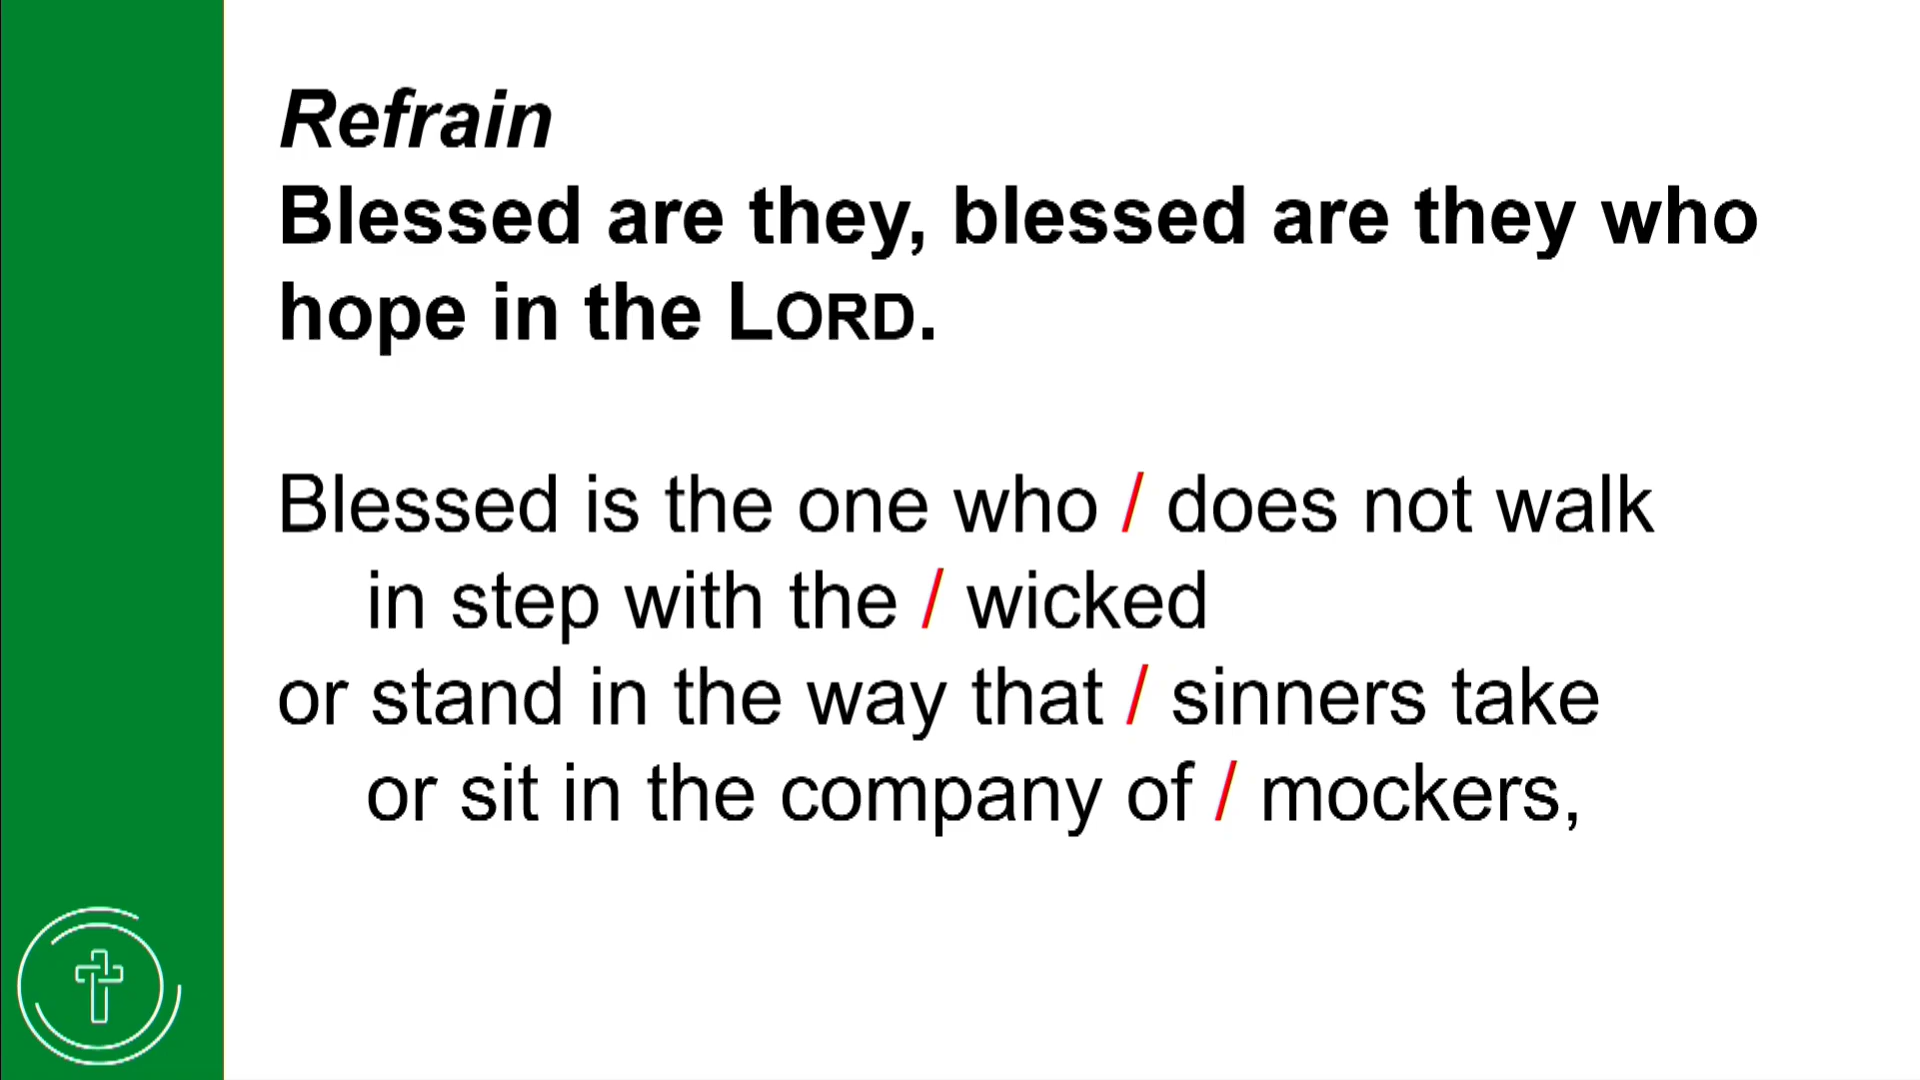 Refrain
Blessed are they, blessed are they who
hope in the LORD.
Blessed is the one who / does not walk
in step with the / wicked
or stand in the way that / sinners take
or sit in the company of / mockers,